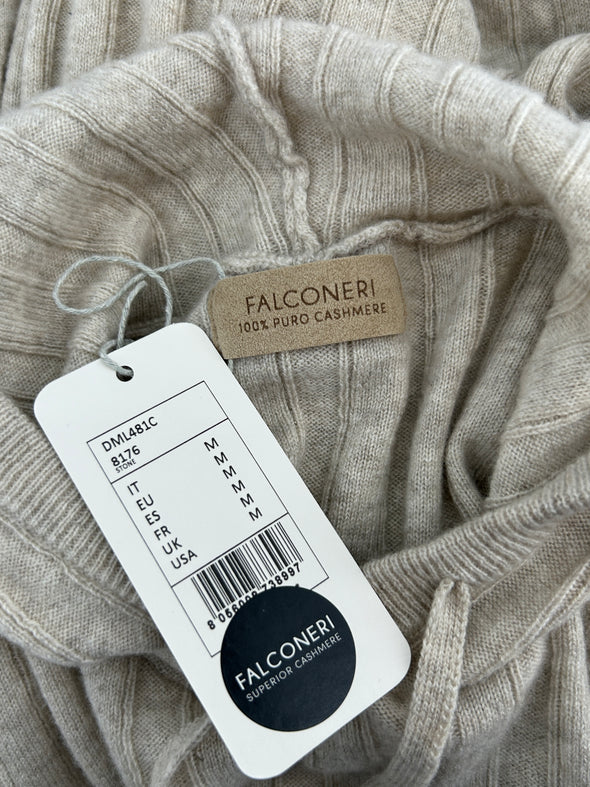 FALCONERI
100% PURO CASHMERE
DML481C
8176
STONE
IT M
EU M
ES M
FR M
UK M
USA M
FALCONERI
SUPERIOR CASHMERE